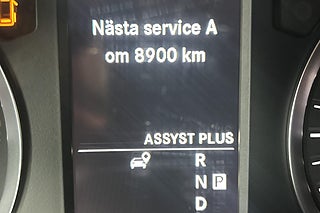 Nästa service A
om 8900 km
ASSYST PLUS
R
N P
D